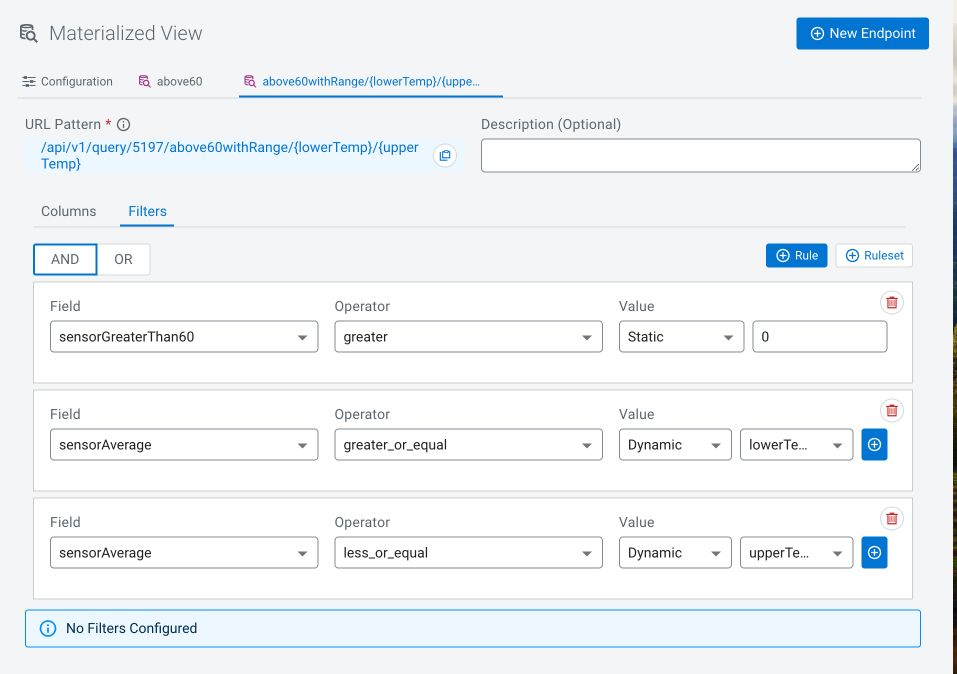 Materialized View
New Endpoint
Configuration
above60
above60withRange/{lowerTemp}/{uppe...
URL Pattern *
Description (Optional)
/api/v1/query/5197/above60withRange/{lowerTemp}/{upper
Temp}
Columns
Filters
AND
OR
Rule
Ruleset
Field
Operator
Value
sensorGreaterThan60
greater
Static
0
Field
Operator
Value
sensorAverage
greater_or_equal
Dynamic
lowerTe...
Field
Operator
Value
sensorAverage
less_or_equal
Dynamic
upperTe...
No Filters Configured